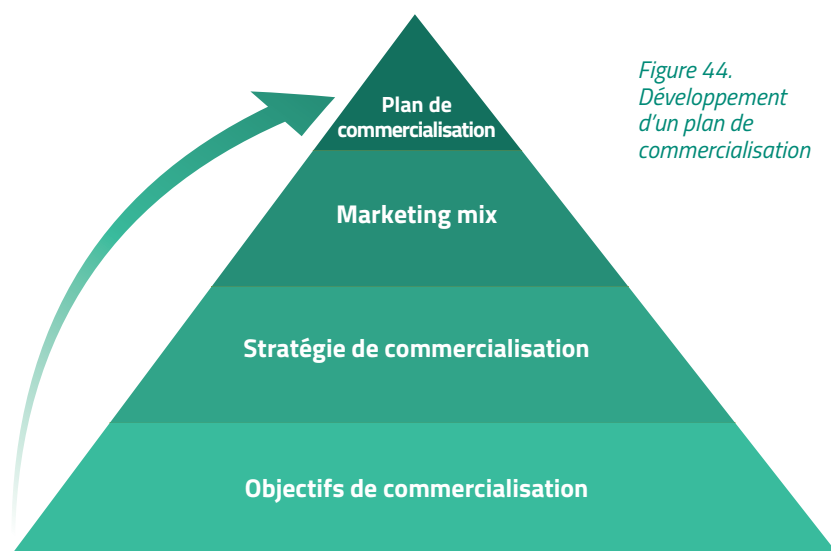 Figure 44.
Développement
d'un plan de
commercialisation
Plan de
commercialisation
Marketing mix
Stratégie de commercialisation
Objectifs de commercialisation